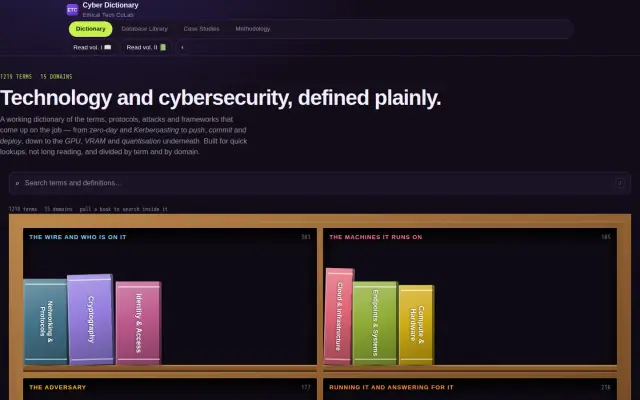 ETC
Cyber Dictionary
Ethical Tech CoLab
Dictionary
Database Library
Case Studies
Methodology
Read vol. I
Read vol. II
1219 TERMS 15 DOMAINS
Technology and cybersecurity, defined plainly.
A working dictionary of the terms, protocols, attacks and frameworks that
come up on the job — from zero-day and Kerberoasting to push, commit and
deploy, down to the GPU, VRAM and quantisation underneath. Built for quick
lookups, not long reading, and divided by term and by domain.
Search terms and definitions…
/
1219 terms 15 domains pull a book to search inside it
THE WIRE AND WHO IS ON IT
THE MACHINES IT RUNS ON
Networking &
Protocols
Cryptography
Identity & Access
Cloud & Infrastructure
Endpoints & Systems
Compute &
Hardware
THE ADVERSARY
177
RUNNING IT AND ANSWERING FOR IT